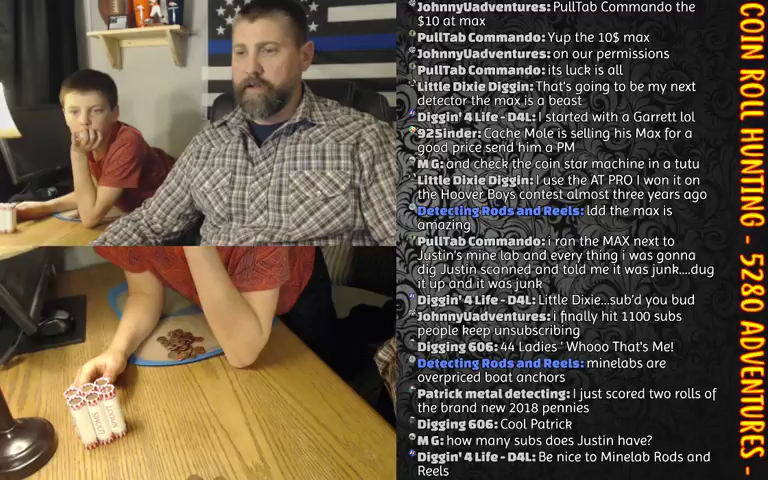 JohnnyUadventures: PullTab Commando the
$10 at max
PullTab Commando: Yup the 10$ max
JohnnyUadventures: on our permissions
PullTab Commando: its luck is all
Little Dixie Diggin: That's going to be my next
detector the max is a beast
Diggin' 4 Life - D4L: I started with a Garrett lol
92Sinder: Cache Mole is selling his Max for a
good price send him a PM
M G: and check the coin star machine in a tutu
Little Dixie Diggin: I use the AT PRO I won it on
the Hoover Boys contest almost three years ago
Detecting Rods and Reels: Idd the max is
amazing
PullTab Commando: i ran the MAX next to
Justin's mine lab and every thing i was gonna
dig Justin scanned and told me it was junk....dug
it up and it was junk
Diggin' 4 Life - D4L: Little Dixie...sub'd you bud
JohnnyUadventures: i finally hit 1100 subs
people keep unsubscribing
Digging 606: 44 Ladies ' Whooo That's Me!
Detecting Rods and Reels: minelabs are
overpriced boat anchors
Patrick metal detecting: I just scored two rolls of
the brand new 2018 pennies
Digging 606: Cool Patrick
M G: how many subs does Justin have?
Diggin' 4 Life - D4L: Be nice to Minelab Rods and
Reels
COIN ROLL HUNTING - 5280 ADVENTURES -